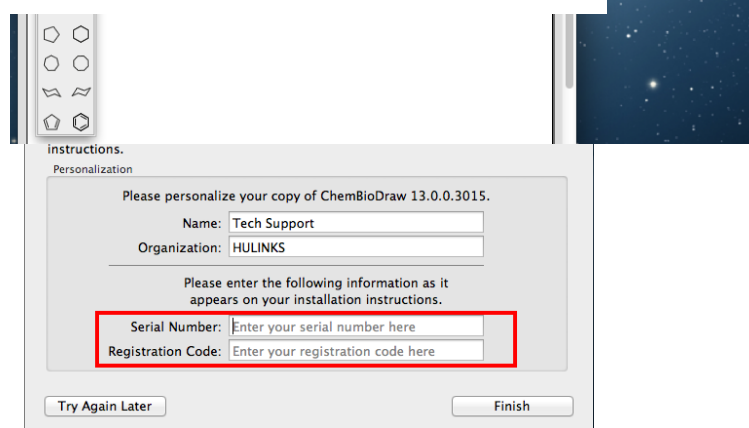 instructions.
Personalization
Please personalize your copy of ChemBioDraw 13.0.0.3015.
Name: Tech Support
Organization: HULINKS
Please enter the following information as it
appears on your installation instructions.
Serial Number: Enter your serial number here
Registration Code: Enter your registration code here
Try Again Later Finish